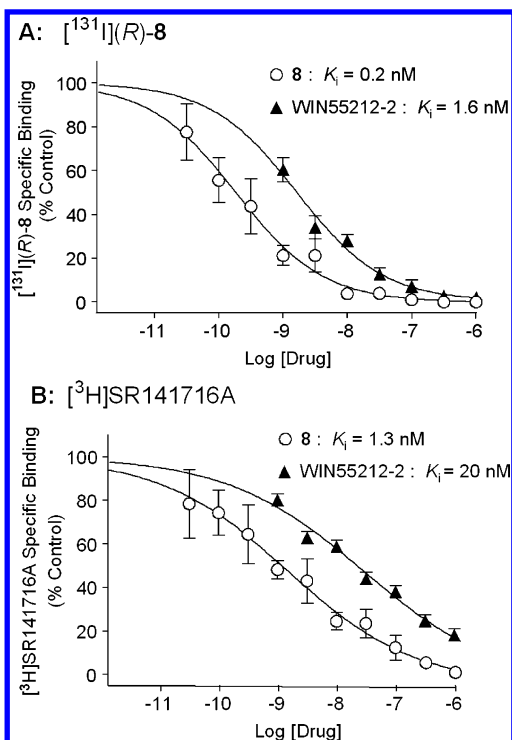 A: [¹³¹I](R)-8
8 : Kᵢ = 0.2 nM
WIN55212-2 : Kᵢ = 1.6 nM
[¹³¹I](R)-8 Specific Binding
(% Control)
100
80
60
40
20
0
-11 -10 -9 -8 -7 -6
Log [Drug]
B: [³H]SR141716A
8 : Kᵢ = 1.3 nM
WIN55212-2 : Kᵢ = 20 nM
[³H]SR141716A Specific Binding
(% Control)
100
80
60
40
20
0
-11 -10 -9 -8 -7 -6
Log [Drug]